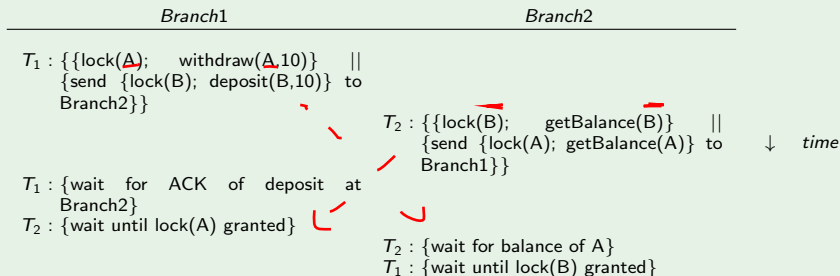 Branch1 Branch2
T1 : {{lock(A); withdraw(A,10)} ||
{send {lock(B); deposit(B,10)} to
Branch2}}
T2 : {{lock(B); getBalance(B)} ||
{send {lock(A); getBalance(A)} to ↓ time
Branch1}}
T1 : {wait for ACK of deposit at
Branch2}
T2 : {wait until lock(A) granted}
T2 : {wait for balance of A}
T1 : {wait until lock(B) granted}